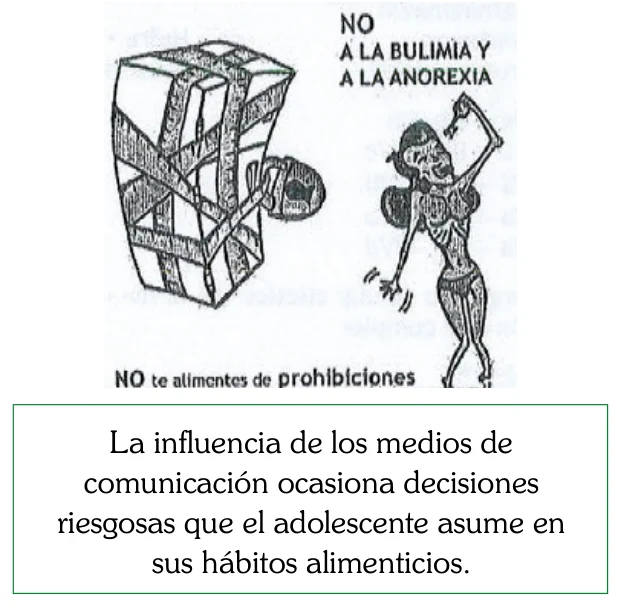 NO
A LA BULIMIA Y
A LA ANOREXIA
NO te alimentes de prohibiciones
La influencia de los medios de
comunicación ocasiona decisiones
riesgosas que el adolescente asume en
sus hábitos alimenticios.